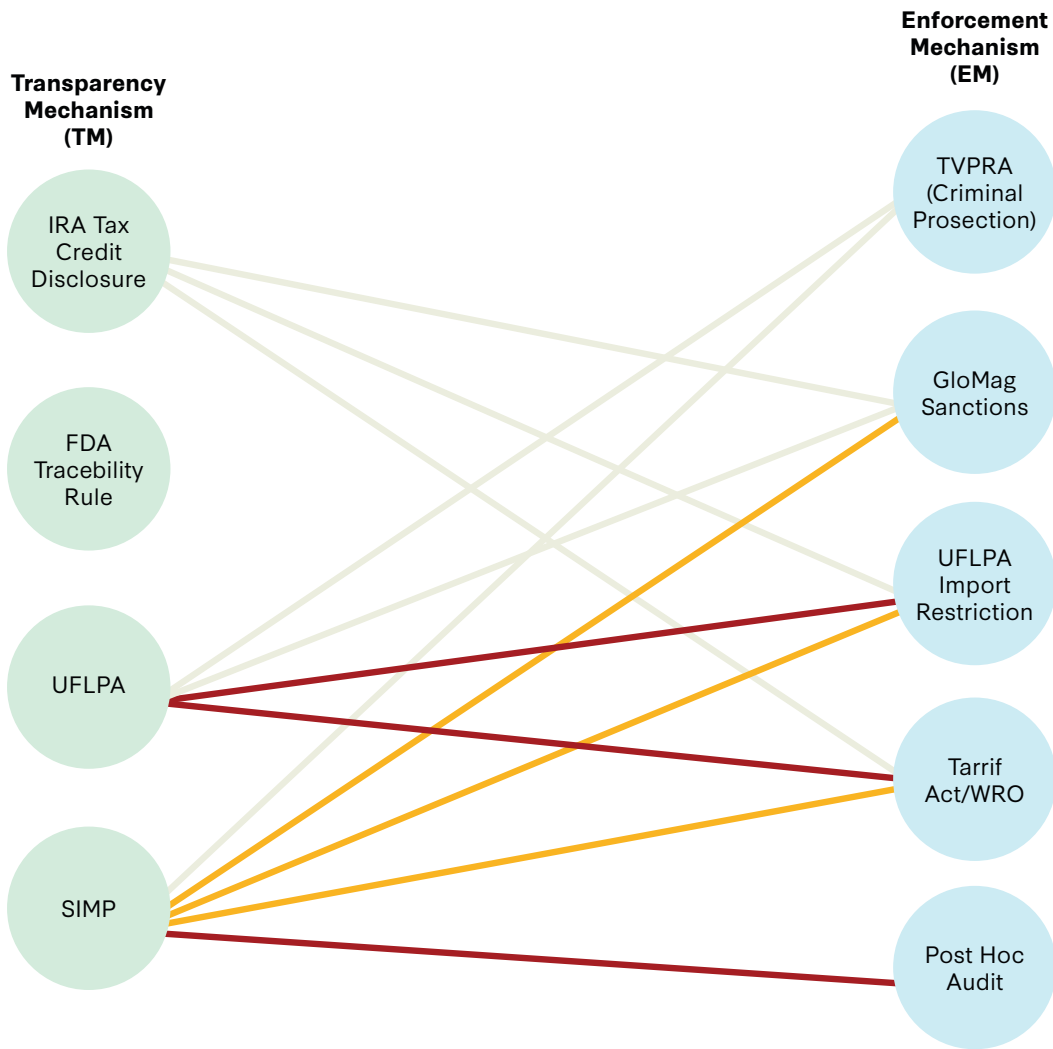 Transparency
Mechanism
(TM)
IRA Tax
Credit
Disclosure
FDA
Tracebility
Rule
UFLPA
SIMP
Enforcement
Mechanism
(EM)
TVPRA
(Criminal
Prosection)
GloMag
Sanctions
UFLPA
Import
Restriction
Tarrif
Act/WRO
Post Hoc
Audit